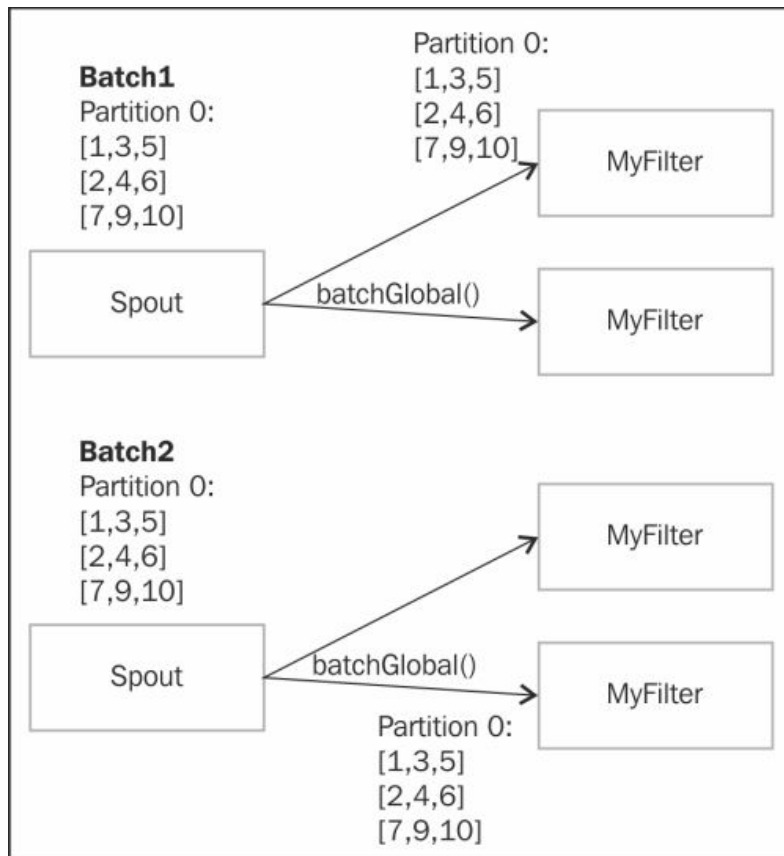 Batch1
Partition 0:
[1,3,5]
[2,4,6]
[7,9,10]
Partition 0:
[1,3,5]
[2,4,6]
[7,9,10]
MyFilter
Spout
batchGlobal()
MyFilter
Batch2
Partition 0:
[1,3,5]
[2,4,6]
[7,9,10]
MyFilter
Spout
batchGlobal()
MyFilter
Partition 0:
[1,3,5]
[2,4,6]
[7,9,10]